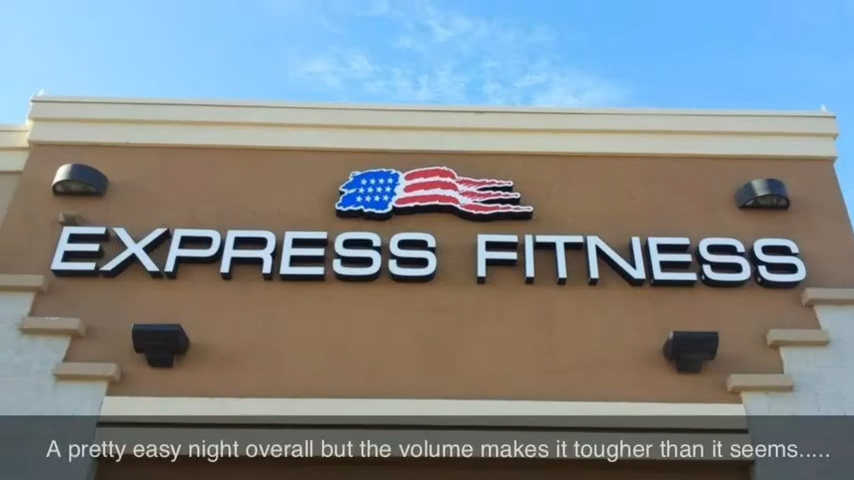 EXPRESS FITNESS
A pretty easy night overall but the volume makes it tougher than it seems.....